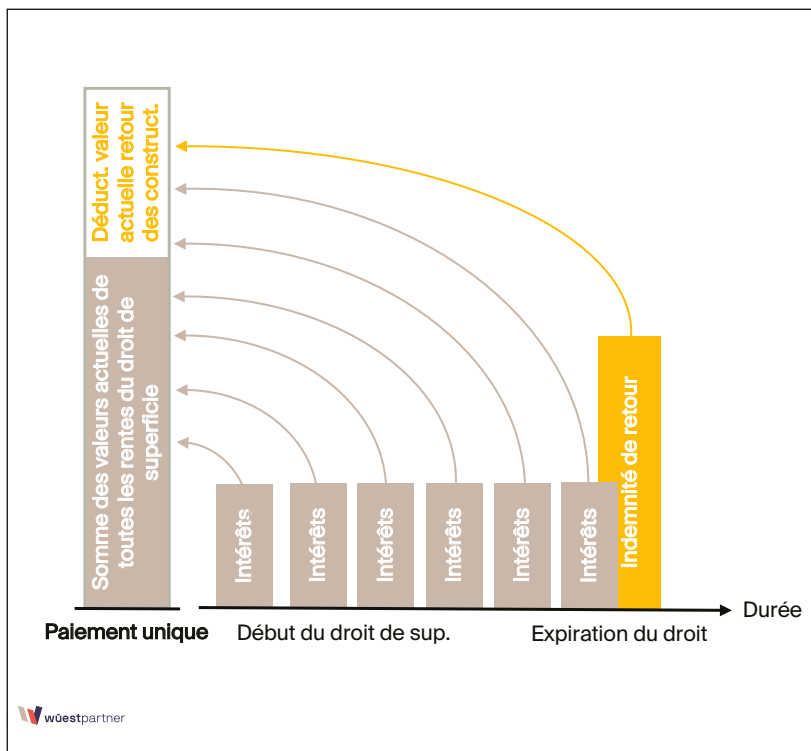 Déduct. valeur
actuelle retour
des construct.
Somme des valeurs actuelles de
toutes les rentes du droit de
superficie
Intérêts
Intérêts
Intérêts
Intérêts
Intérêts
Intérêts
Indemnité de retour
Durée
Paiement unique
Début du droit de sup.
Expiration du droit
wüestpartner